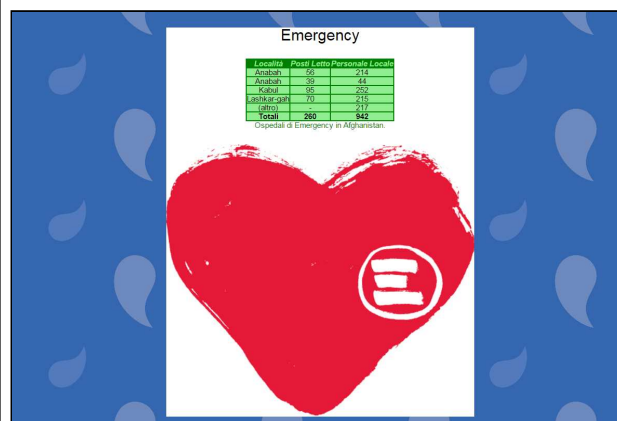 Emergency
Località Posti Letto Personale Locale
Anabah 56 214
Anabah 39 44
Kabul 95 252
Lashkar-gah 70 215
(altro) - 217
Totali 260 942
Ospedali di Emergency in Afghanistan.